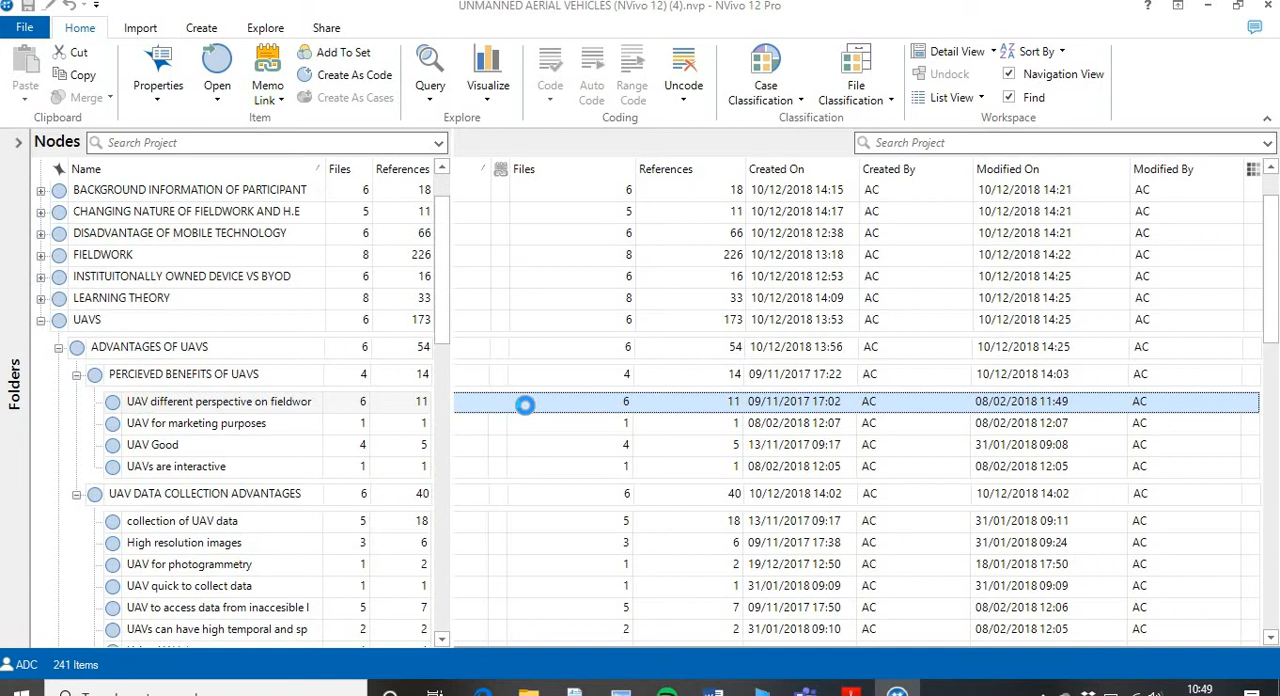 UNMANNED AERIAL VEHICLES (NVivo 12) (4).nvp - NVivo 12 Pro
File Home Import Create Explore Share
Paste Cut Copy Merge Clipboard
Properties Open Memo Link Add To Set Create As Code Create As Cases Item
Query Visualize Explore
Code Auto Code Range Code Uncode Coding
Case Classification File Classification Classification
Detail View Sort By Undock Navigation View List View Find Workspace
Nodes Search Project Search Project
Name Files References Files References Created On Created By Modified On Modified By
BACKGROUND INFORMATION OF PARTICIPANT 6 18 6 18 10/12/2018 14:15 AC 10/12/2018 14:21 AC
CHANGING NATURE OF FIELDWORK AND H.E 5 11 5 11 10/12/2018 14:17 AC 10/12/2018 14:21 AC
DISADVANTAGE OF MOBILE TECHNOLOGY 6 66 6 66 10/12/2018 12:38 AC 10/12/2018 14:21 AC
FIELDWORK 8 226 8 226 10/12/2018 13:18 AC 10/12/2018 14:22 AC
INSTITUITONALLY OWNED DEVICE VS BYOD 6 16 6 16 10/12/2018 12:53 AC 10/12/2018 14:25 AC
LEARNING THEORY 8 33 8 33 10/12/2018 14:09 AC 10/12/2018 14:25 AC
UAVS 6 173 6 173 10/12/2018 13:53 AC 10/12/2018 14:25 AC
ADVANTAGES OF UAVS 6 54 6 54 10/12/2018 13:56 AC 10/12/2018 14:25 AC
PERCIEVED BENEFITS OF UAVS 4 14 4 14 09/11/2017 17:22 AC 10/12/2018 14:03 AC
UAV different perspective on fieldwor 6 11 6 11 09/11/2017 17:02 AC 08/02/2018 11:49 AC
UAV for marketing purposes 1 1 1 1 08/02/2018 12:07 AC 08/02/2018 12:07 AC
UAV Good 4 5 4 5 13/11/2017 09:17 AC 31/01/2018 09:08 AC
UAVs are interactive 1 1 1 1 08/02/2018 12:05 AC 08/02/2018 12:05 AC
UAV DATA COLLECTION ADVANTAGES 6 40 6 40 10/12/2018 14:02 AC 10/12/2018 14:02 AC
collection of UAV data 5 18 5 18 13/11/2017 09:17 AC 31/01/2018 09:11 AC
High resolution images 3 6 3 6 09/11/2017 17:38 AC 31/01/2018 09:24 AC
UAV for photogrammetry 1 2 1 2 19/12/2017 12:50 AC 18/01/2018 17:50 AC
UAV quick to collect data 1 1 1 1 31/01/2018 09:09 AC 31/01/2018 09:09 AC
UAV to access data from inaccesible l 5 7 5 7 09/11/2017 17:50 AC 08/02/2018 12:06 AC
UAVs can have high temporal and sp 2 2 2 2 31/01/2018 09:10 AC 08/02/2018 12:05 AC
Folders
ADC 241 Items
10:49